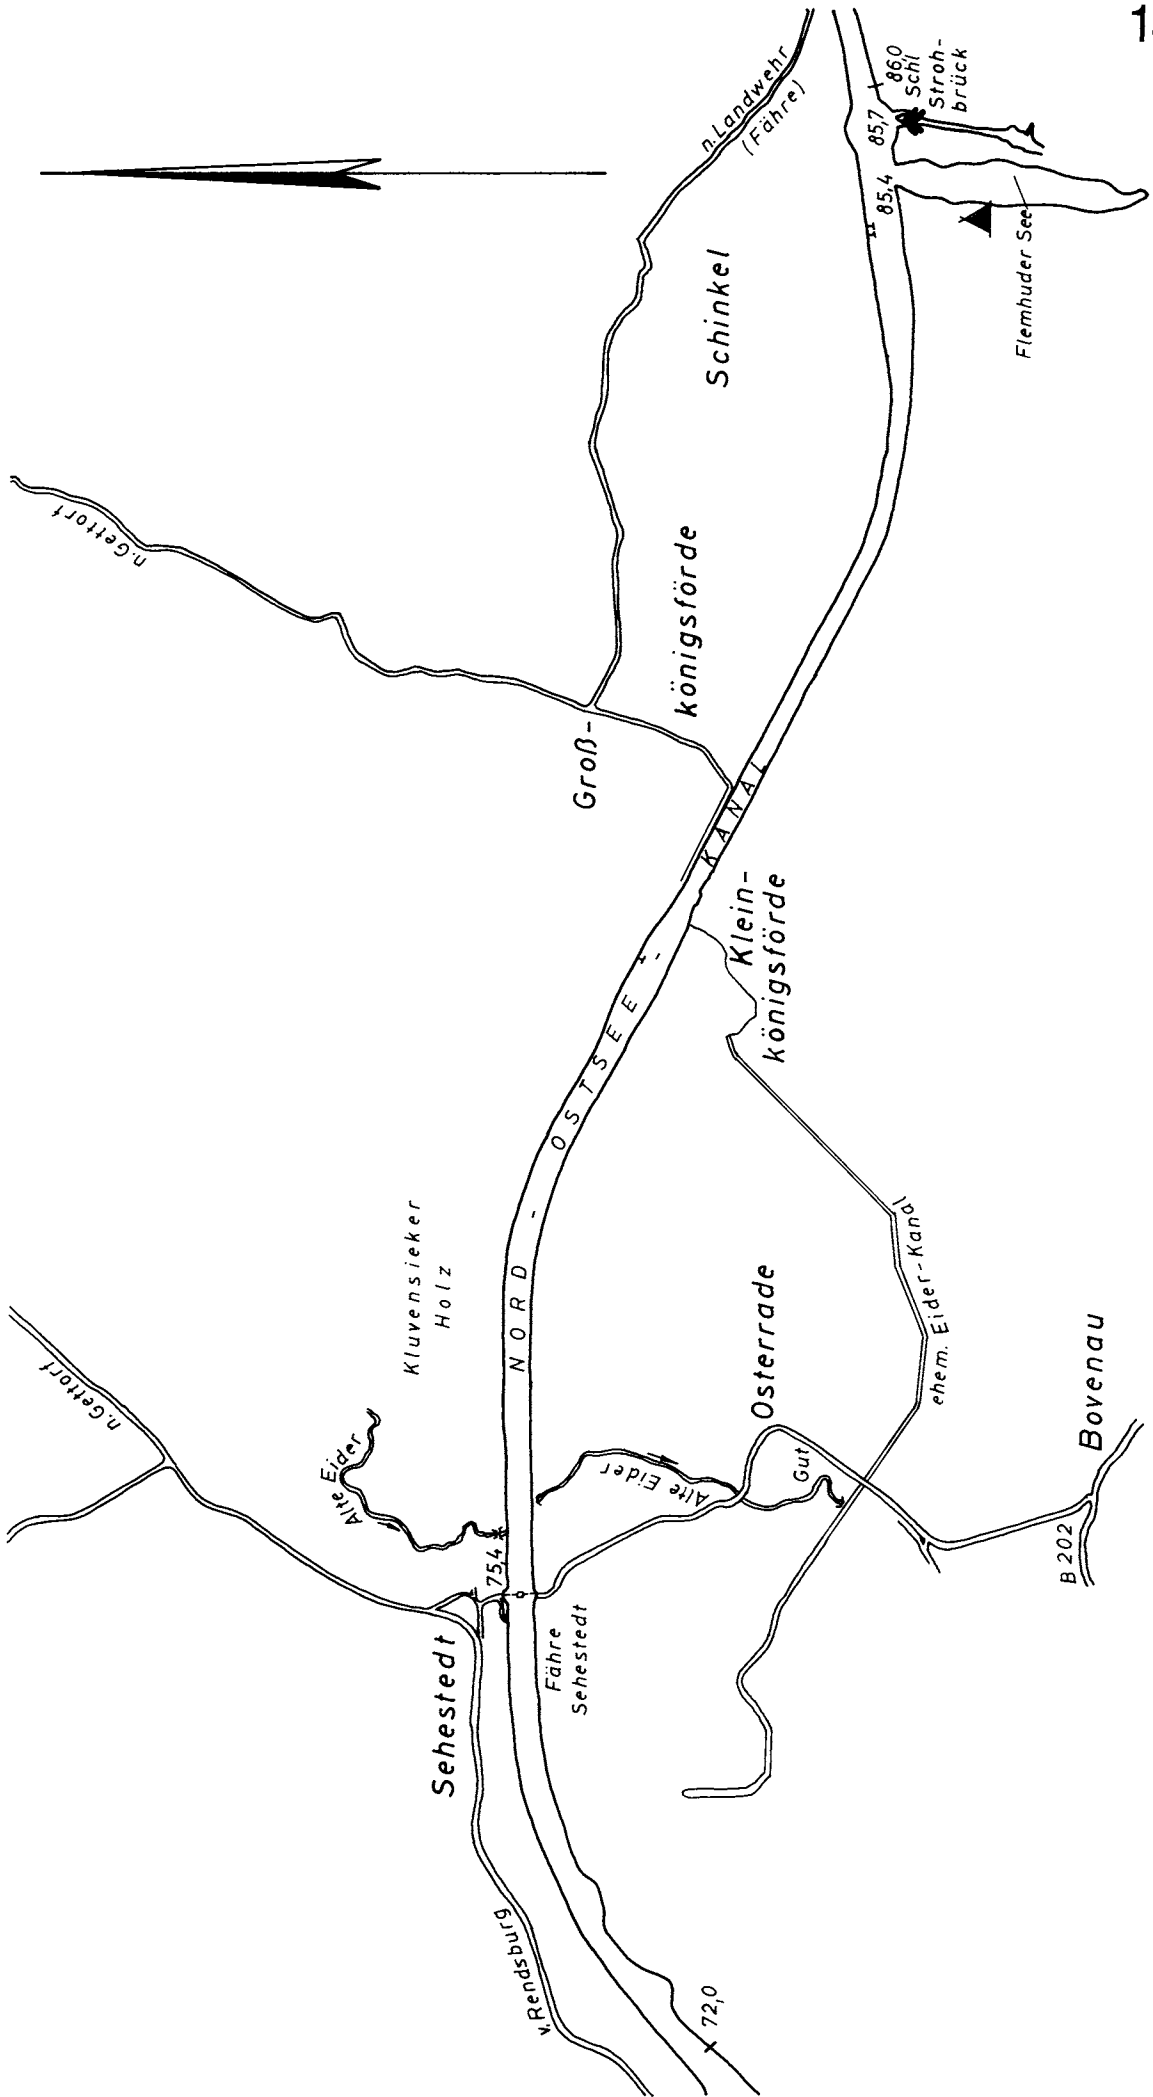 n. Gettorf
n. Gettorf
n. Landwehr
(Fähre)
Alte Eider
Kluvensieker
Holz
Sehestedt
75,4
Fähre
Sehestedt
v. Rendsburg
72,0
NORD - OSTSEE - KANAL
Groß-
königsförde
Schinkel
Klein-
königsförde
Alte Eider
Osterrade
Gut
ehem. Eider-Kanal
B 202
Bovenau
85,4
85,7
86,0
Schl
Stroh-
brück
Flemhuder See